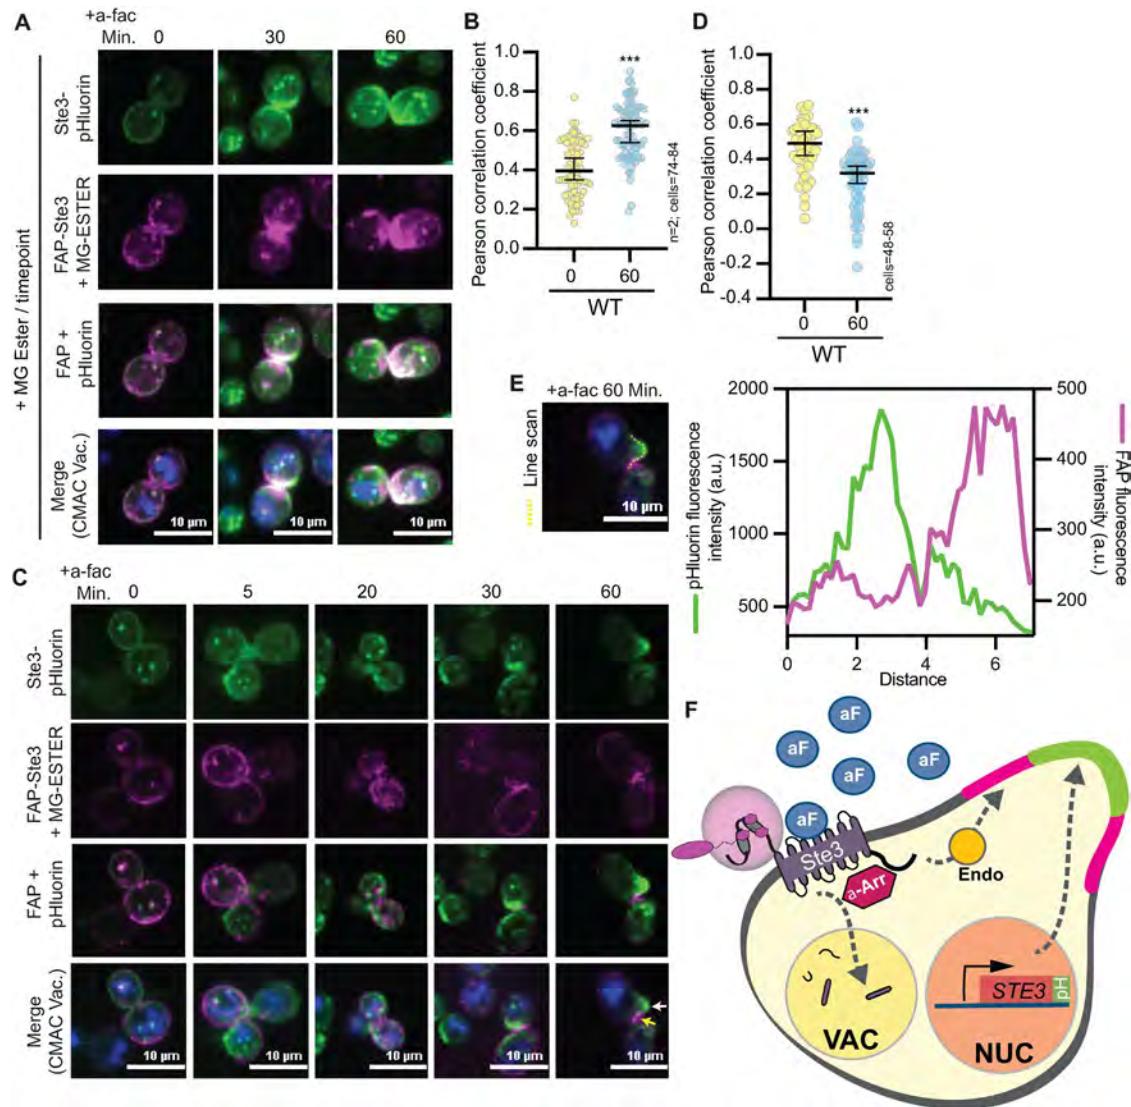 A
+a-fac
Min. 0 30 60
+ MG Ester / timepoint
Ste3-
pHluorin
FAP-Ste3
+ MG-ESTER
FAP +
pHluorin
Merge
(CMAC Vac.)
10 μm
10 μm
10 μm
B
Pearson correlation coefficient
1.0
0.8
0.6
0.4
0.2
0.0
***
0 60
WT
n=2; cells=74-84
D
Pearson correlation coefficient
1.0
0.8
0.6
0.4
0.2
0.0
-0.2
-0.4
***
0 60
WT
cells=48-58
C
+a-fac
Min. 0 5 20 30 60
Ste3-
pHluorin
FAP-Ste3
+ MG-ESTER
FAP +
pHluorin
Merge
(CMAC Vac.)
10 μm
10 μm
10 μm
10 μm
10 μm
E
+a-fac 60 Min.
Line scan
10 μm
pHluorin fluorescence
intensity (a.u.)
2000
1500
1000
500
0 2 4 6
Distance
500
400
300
200
FAP fluorescence
intensity (a.u.)
F
aF
aF
aF
aF
aF
Ste3
a-Arr
Endo
VAC
STE3
pH
NUC